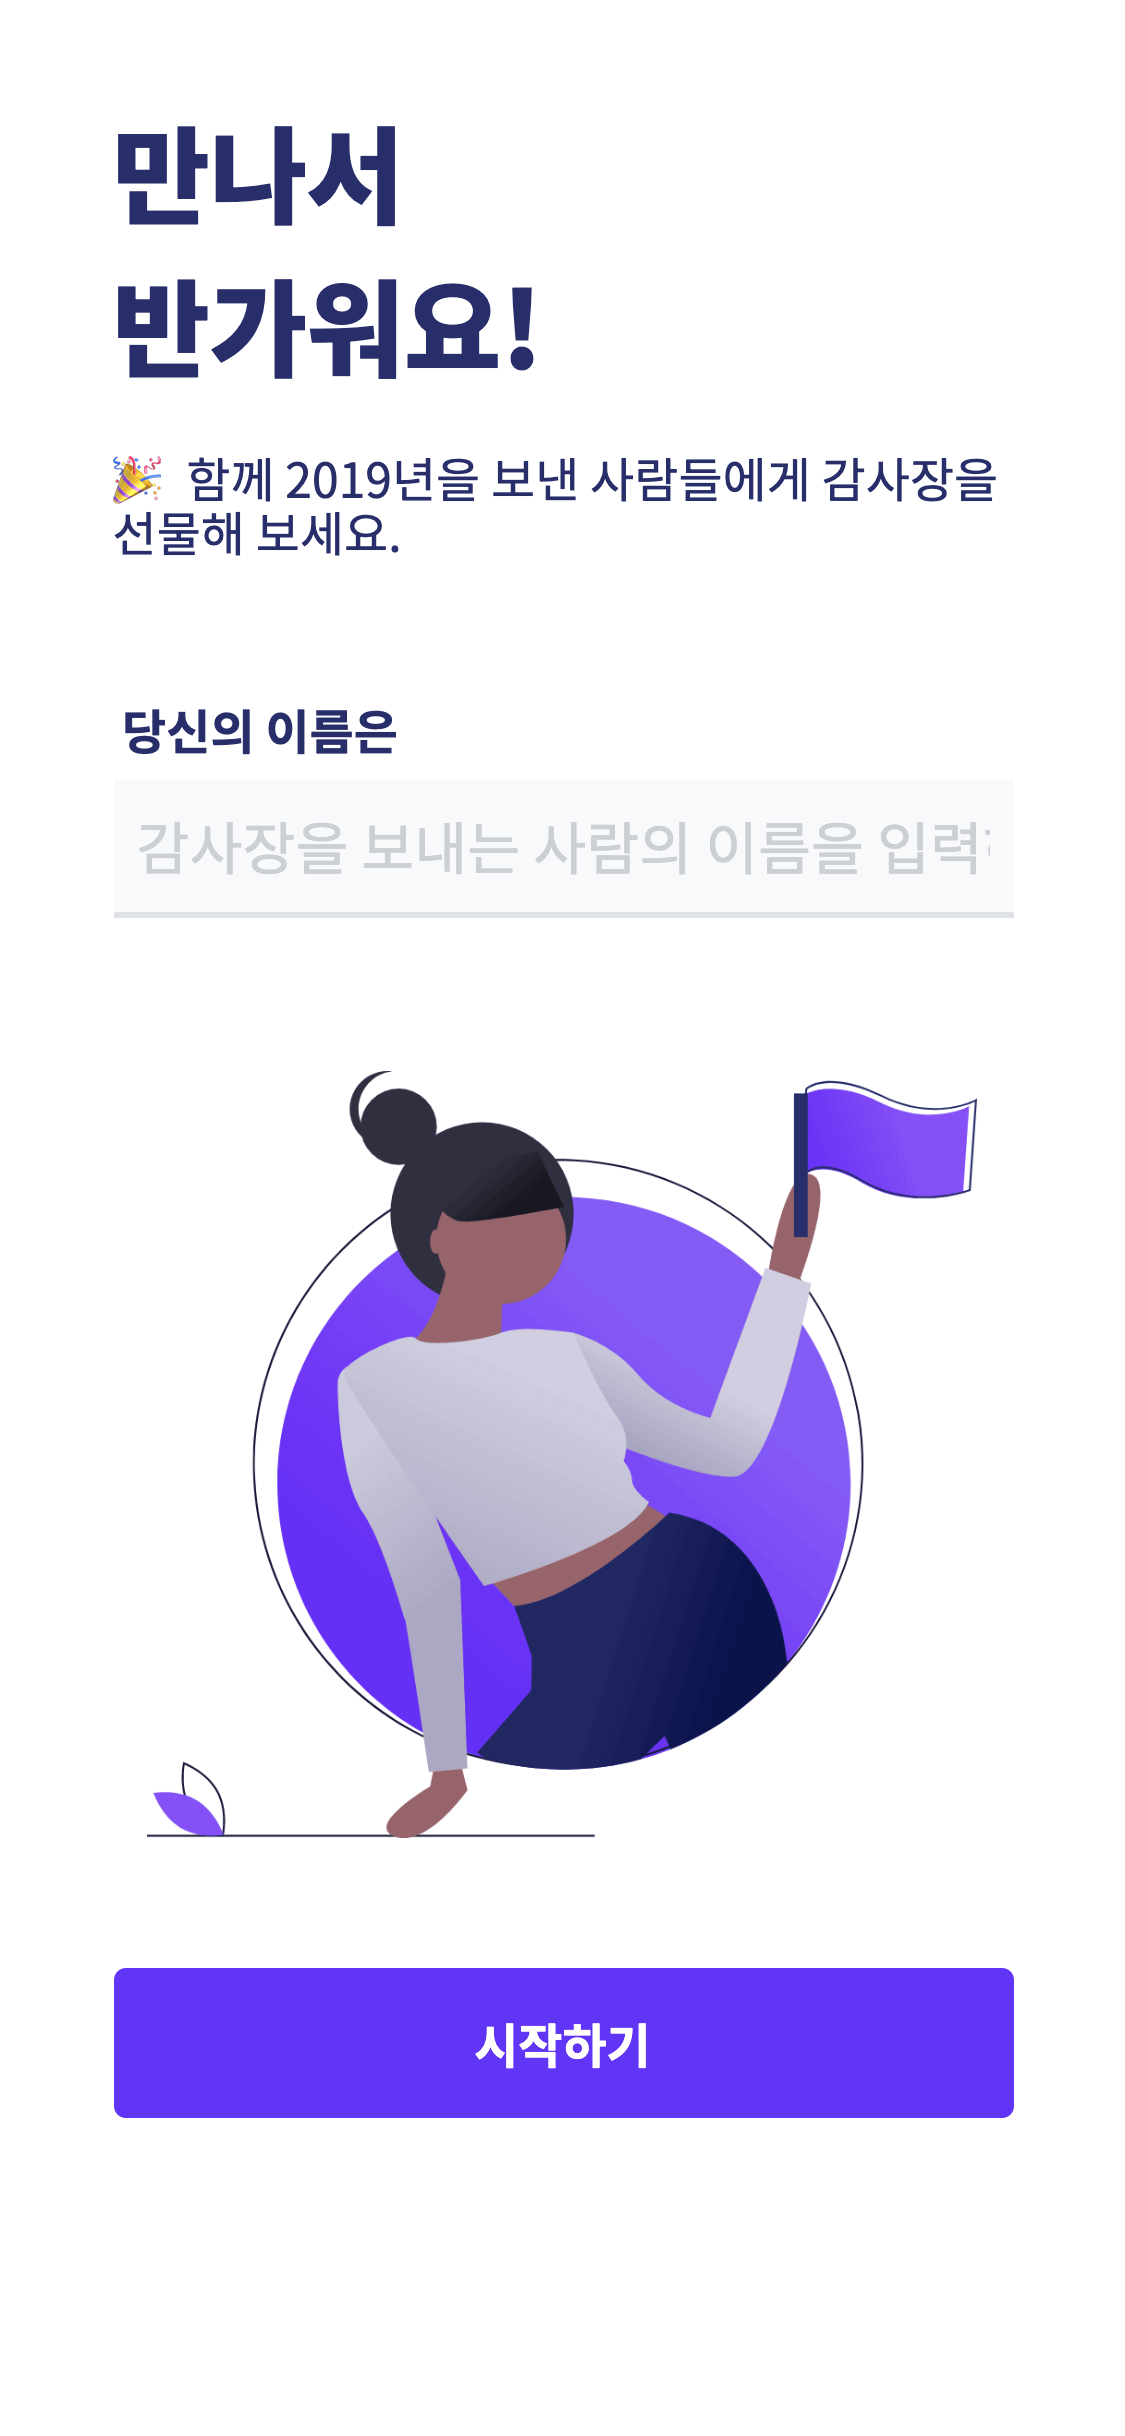 만나서
반가워요!
🎉 함께 2019년을 보낸 사람들에게 감사장을
선물해 보세요.
당신의 이름은
감사장을 보내는 사람의 이름을 입력
시작하기